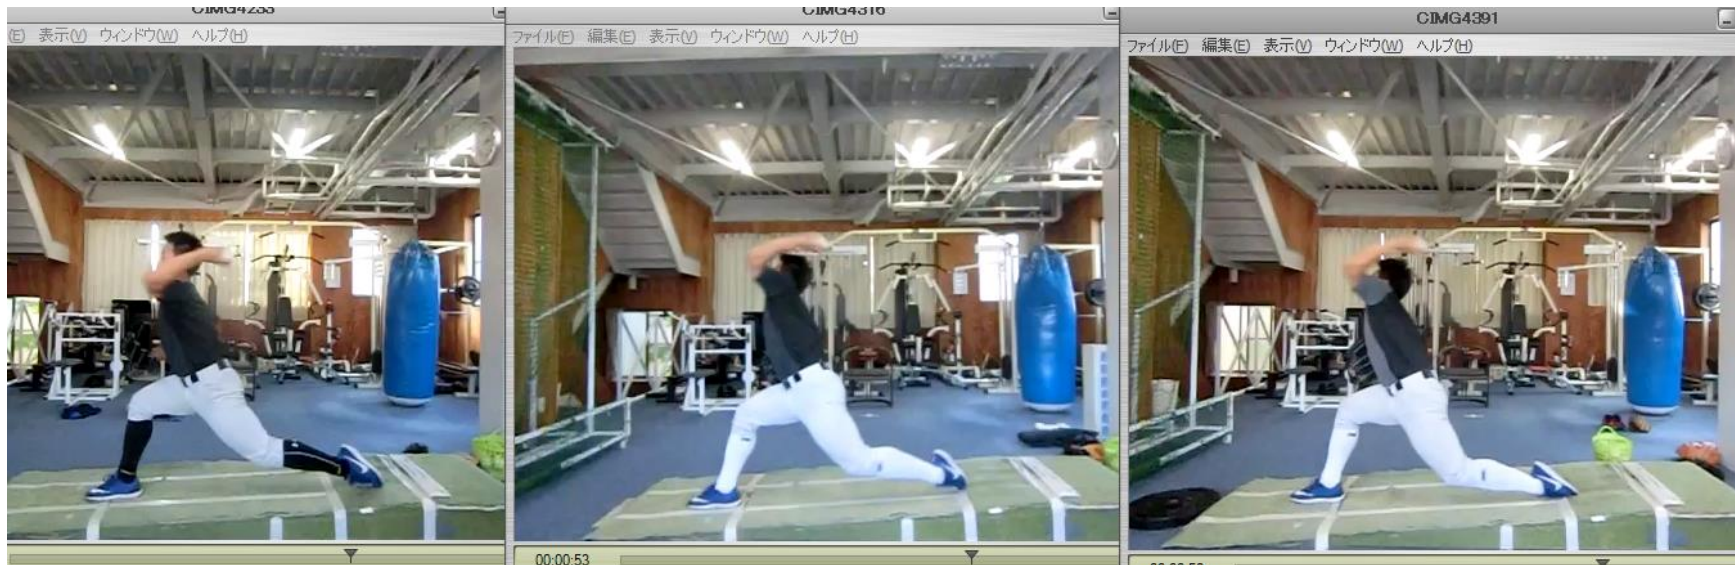 CIMG4255
(E) 表示(V) ウィンドウ(W) ヘルプ(H)
CIMG4316
ファイル(F) 編集(E) 表示(V) ウィンドウ(W) ヘルプ(H)
00:00:53
CIMG4391
ファイル(F) 編集(E) 表示(V) ウィンドウ(W) ヘルプ(H)